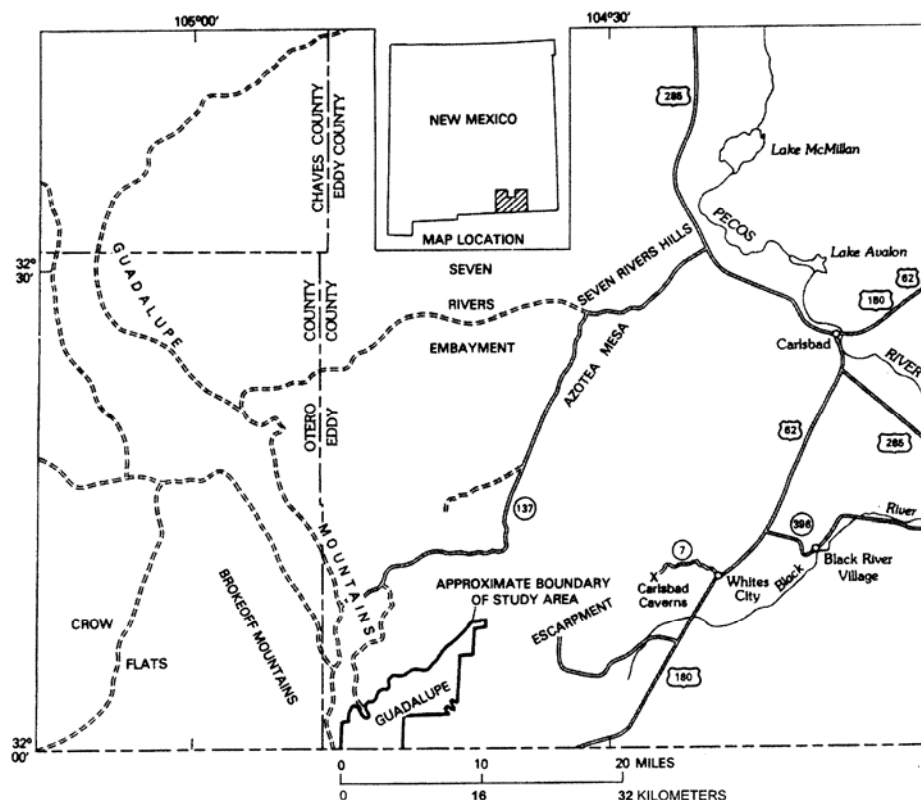 105°00'
104°30'
NEW MEXICO
MAP LOCATION
CHAVES COUNTY
EDDY COUNTY
285
Lake McMillan
PECOS
Lake Avalon
32°
30'
GUADALUPE
SEVEN
RIVERS
EMBAYMENT
SEVEN RIVERS HILLS
62
180
Carlsbad
RIVER
OTERO COUNTY
EDDY COUNTY
AZOTEA MESA
62
285
137
MOUNTAINS
396
River
7
Black River
Village
X
Carlsbad
Caverns
Whites
City
Black
APPROXIMATE BOUNDARY
OF STUDY AREA
ESCARPMENT
BROKEOFF MOUNTAINS
CROW
FLATS
GUADALUPE
180
32°
00'
0 10 20 MILES
0 16 32 KILOMETERS